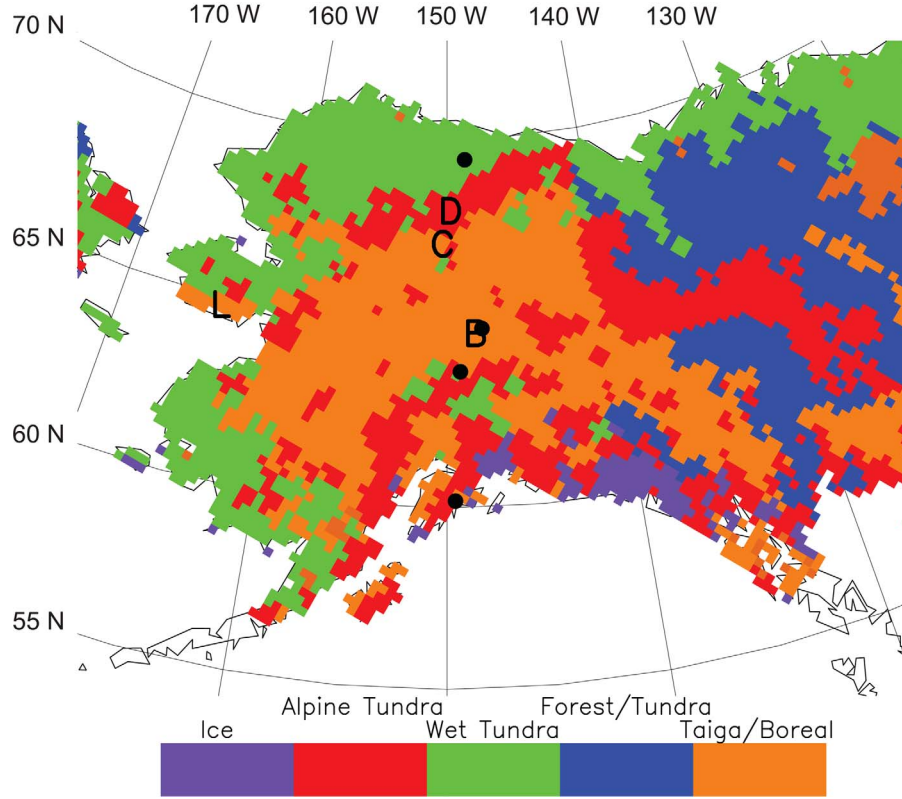 170 W 160 W 150 W 140 W 130 W
70 N
65 N
60 N
55 N
D
C
L
B
Alpine Tundra Forest/Tundra
Ice Wet Tundra Taiga/Boreal